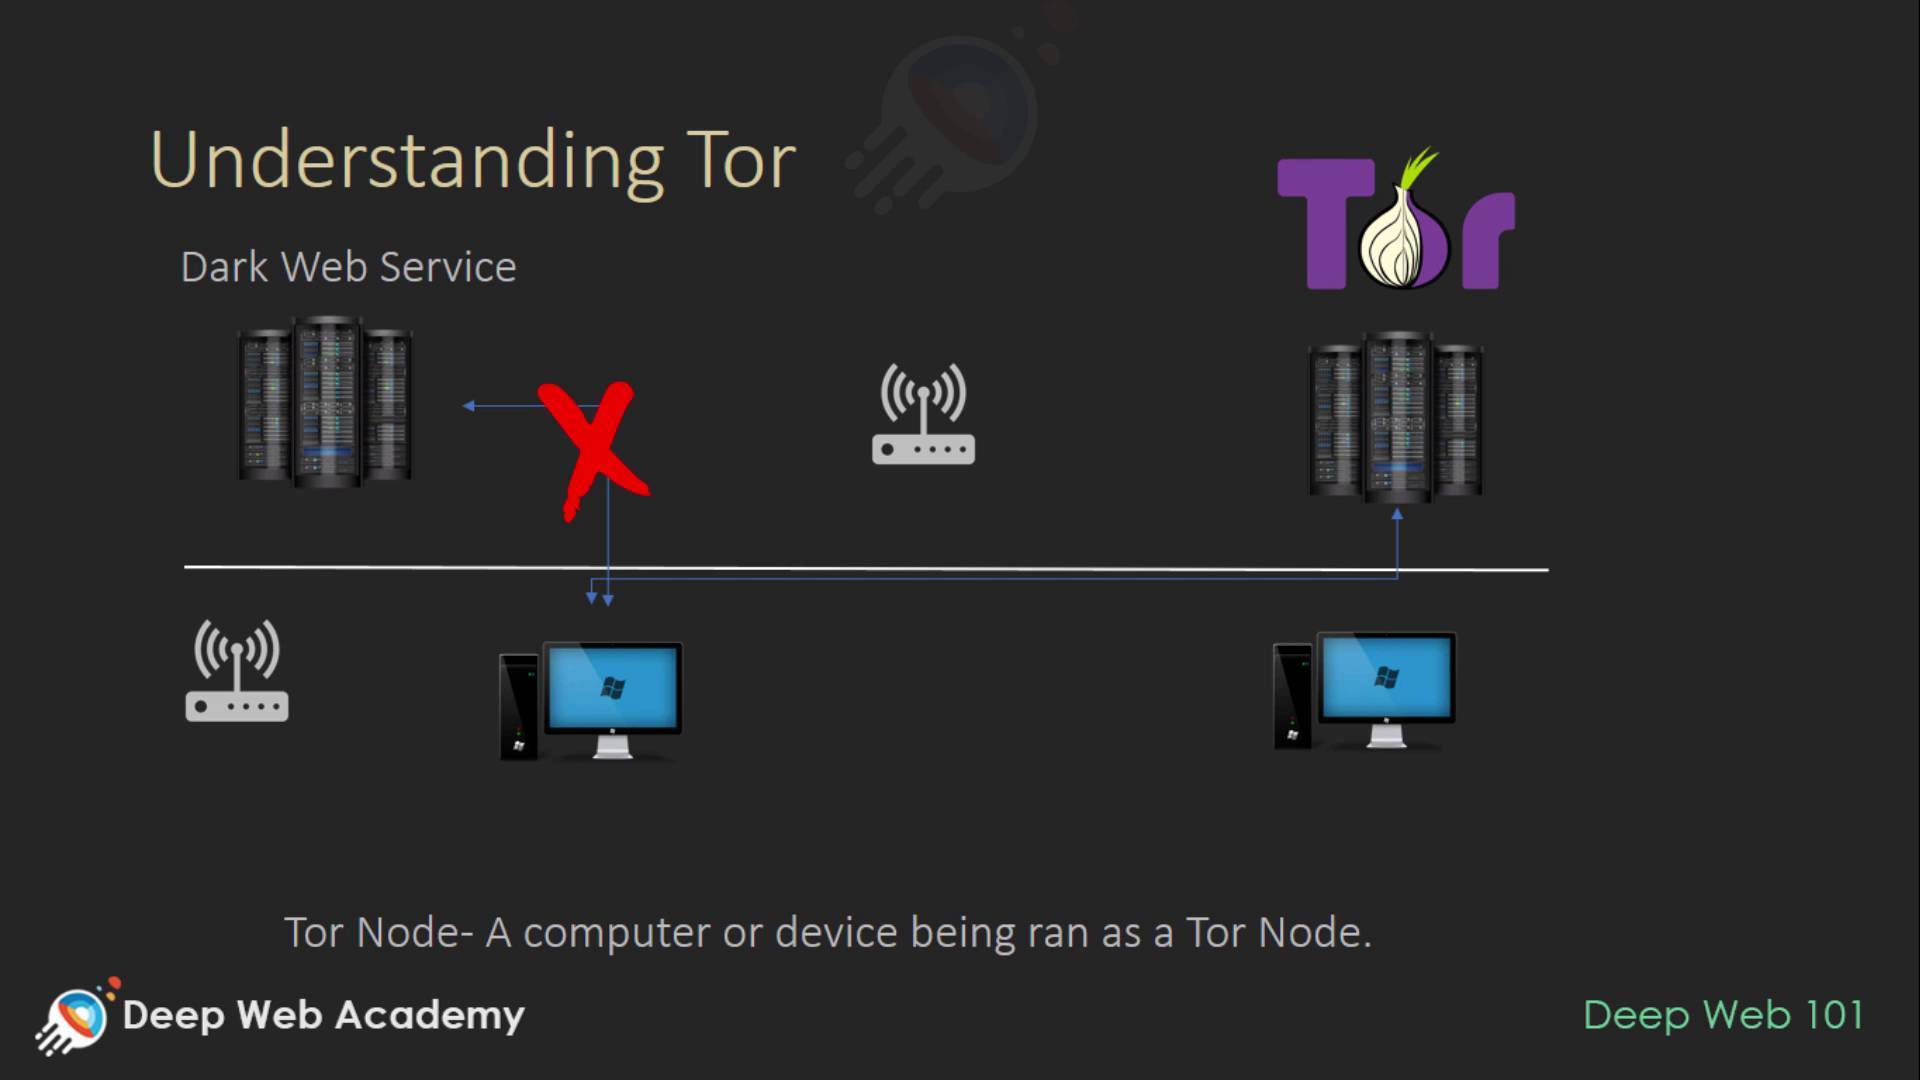 Understanding Tor
Tor
Dark Web Service
Tor Node- A computer or device being ran as a Tor Node.
Deep Web Academy
Deep Web 101